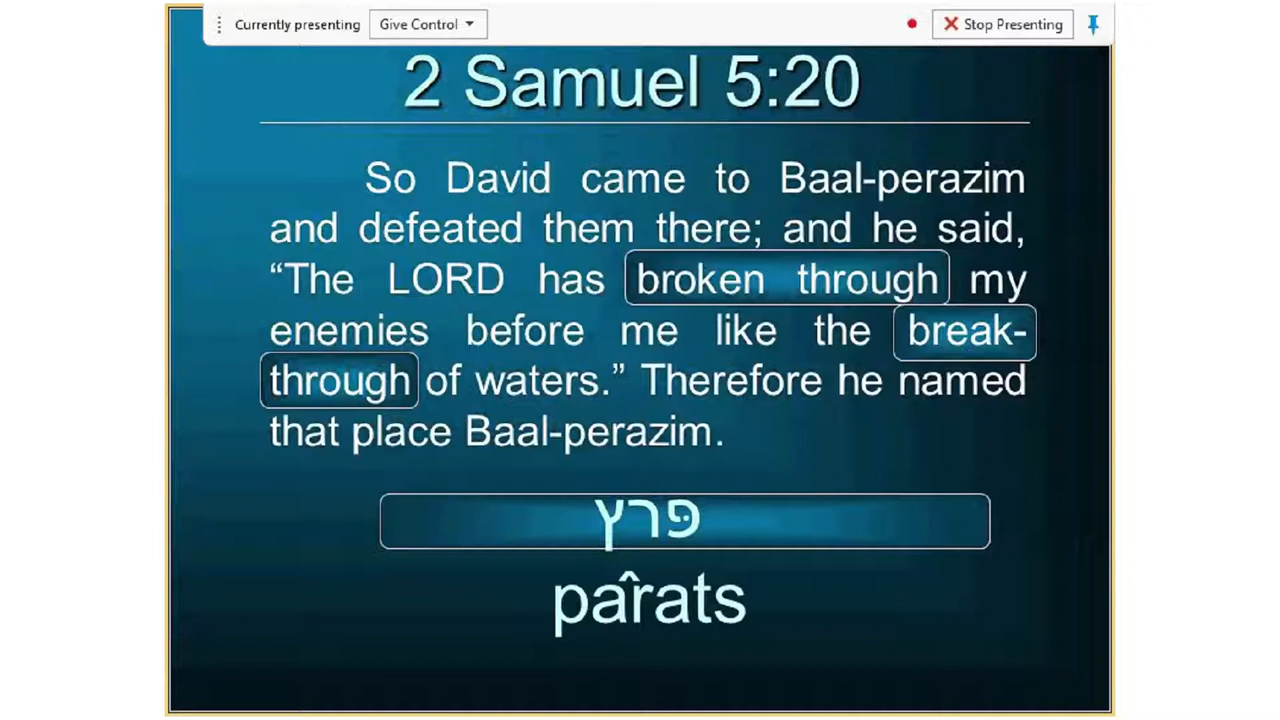 Currently presenting Give Control Stop Presenting
2 Samuel 5:20
So David came to Baal-perazim
and defeated them there; and he said,
“The LORD has broken through my
enemies before me like the break-
through of waters.” Therefore he named
that place Baal-perazim.
פּרץ
pârats